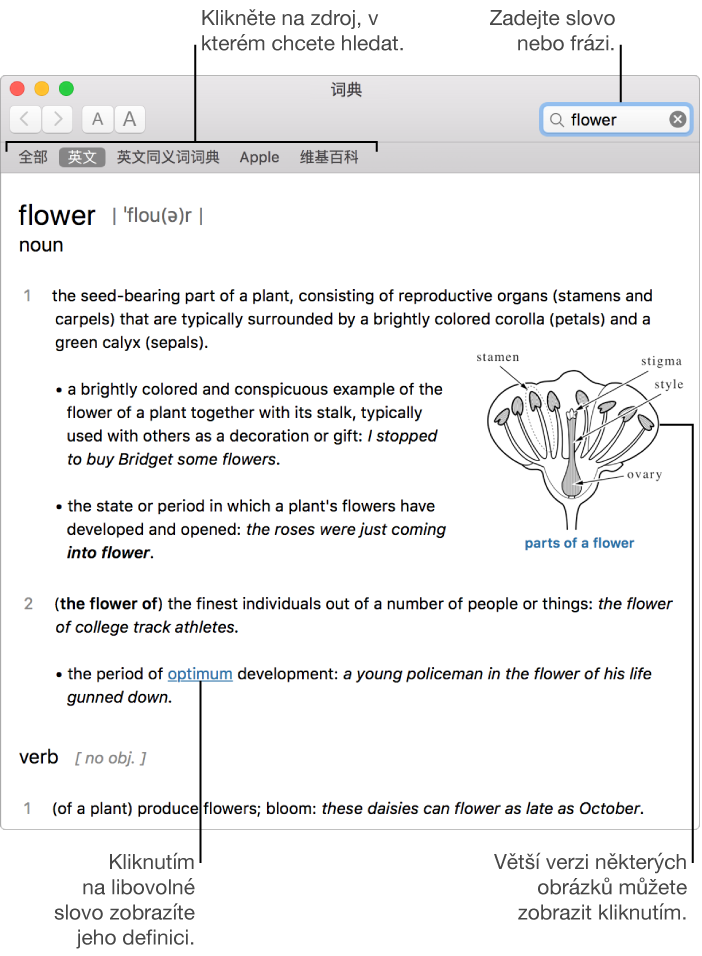 Klikněte na zdroj, v
kterém chcete hledat.
Zadejte slovo
nebo frázi.
词典
A A
flower
全部 英文 英文同义词词典 Apple 维基百科
flower | ˈflou(ə)r |
noun
1 the seed-bearing part of a plant, consisting of reproductive organs (stamens and
carpels) that are typically surrounded by a brightly colored corolla (petals) and a
green calyx (sepals).
• a brightly colored and conspicuous example of the
flower of a plant together with its stalk, typically
used with others as a decoration or gift: I stopped
to buy Bridget some flowers.
• the state or period in which a plant's flowers have
developed and opened: the roses were just coming
into flower.
stamen
stigma
style
ovary
parts of a flower
2 (the flower of) the finest individuals out of a number of people or things: the flower
of college track athletes.
• the period of optimum development: a young policeman in the flower of his life
gunned down.
verb [ no obj. ]
1 (of a plant) produce flowers; bloom: these daisies can flower as late as October.
Kliknutím
na libovolné
slovo zobrazíte
jeho definici.
Větší verzi některých
obrázků můžete
zobrazit kliknutím.